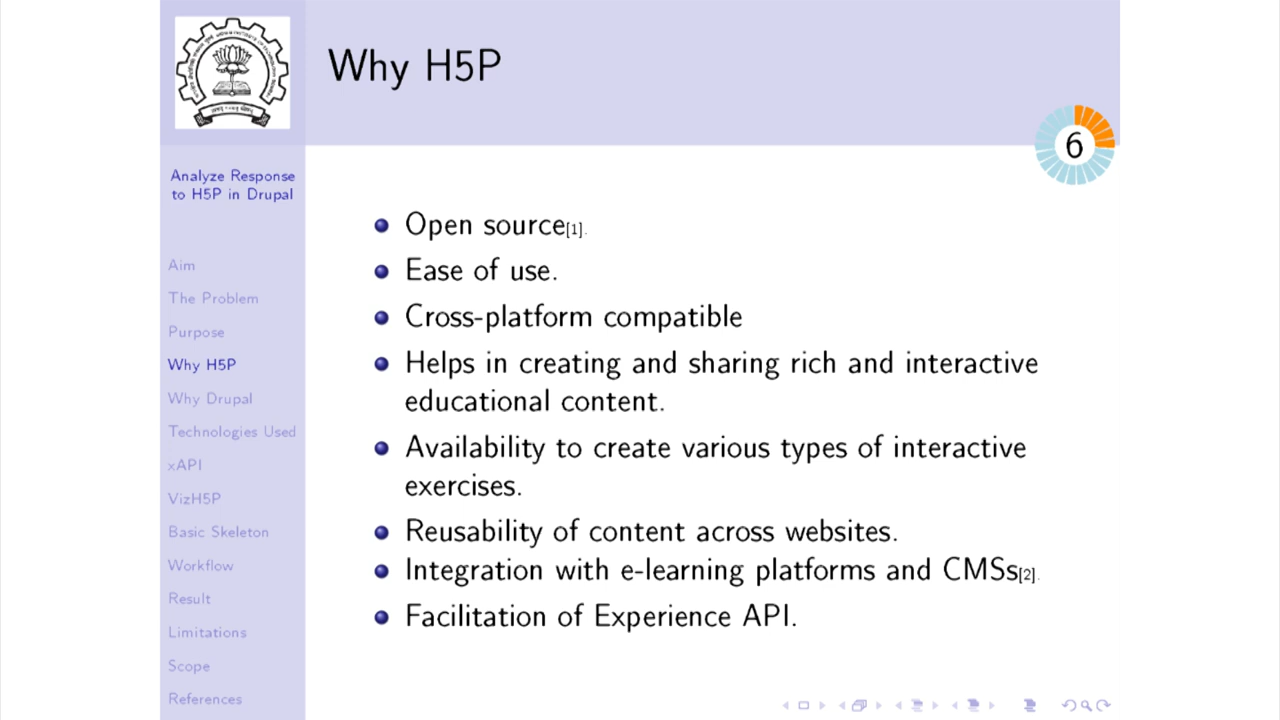 Why H5P
6
Analyze Response
to H5P in Drupal
Aim
The Problem
Purpose
Why H5P
Why Drupal
Technologies Used
xAPI
VizH5P
Basic Skeleton
Workflow
Result
Limitations
Scope
References
Open source[1].
Ease of use.
Cross-platform compatible
Helps in creating and sharing rich and interactive
educational content.
Availability to create various types of interactive
exercises.
Reusability of content across websites.
Integration with e-learning platforms and CMSs[2].
Facilitation of Experience API.